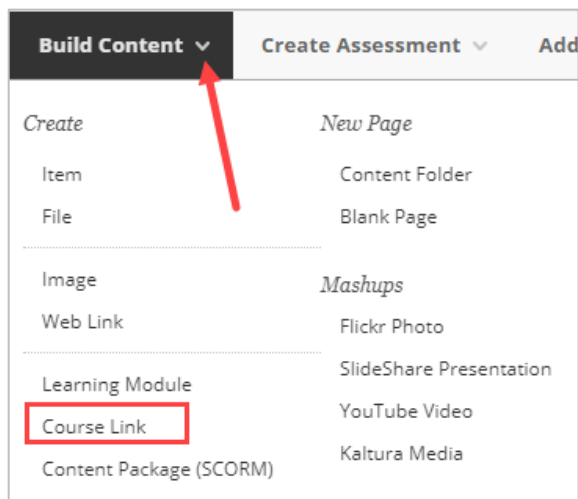 Build Content
Create Assessment
Add
Create
Item
File
Image
Web Link
Learning Module
Course Link
Content Package (SCORM)
New Page
Content Folder
Blank Page
Mashups
Flickr Photo
SlideShare Presentation
YouTube Video
Kaltura Media